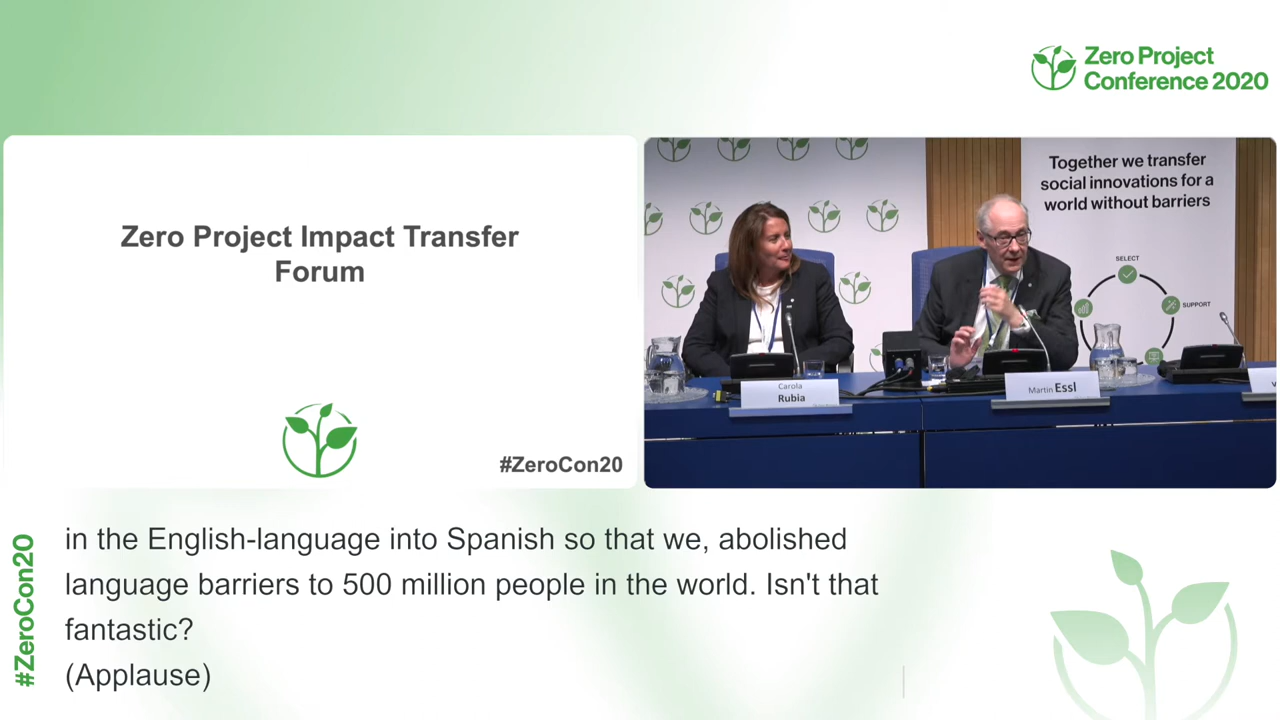 Zero Project
Conference 2020
Zero Project Impact Transfer
Forum
#ZeroCon20
Together we transfer
social innovations for a
world without barriers
SELECT
SUPPORT
Carola
Rubia
Martin Essl
#ZeroCon20
in the English-language into Spanish so that we, abolished
language barriers to 500 million people in the world. Isn't that
fantastic?
(Applause)